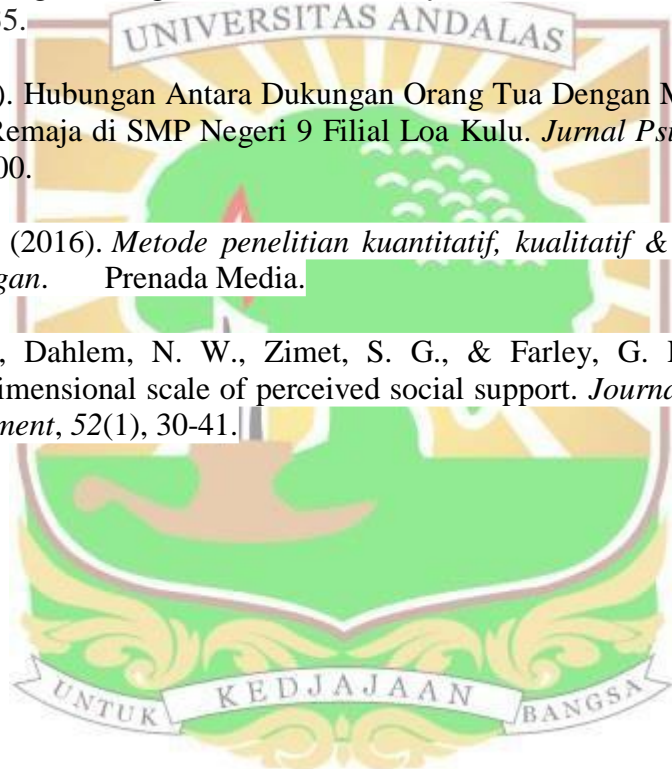 35.
UNIVERSITAS ANDALAS
). Hubungan Antara Dukungan Orang Tua Dengan M
Remaja di SMP Negeri 9 Filial Loa Kulu. Jurnal Psi
00.
(2016). Metode penelitian kuantitatif, kualitatif &
gan. Prenada Media.
, Dahlem, N. W., Zimet, S. G., & Farley, G.
imensional scale of perceived social support. Journa
ment, 52(1), 30-41.
UNTUK KEDJAJAAN BANGSA